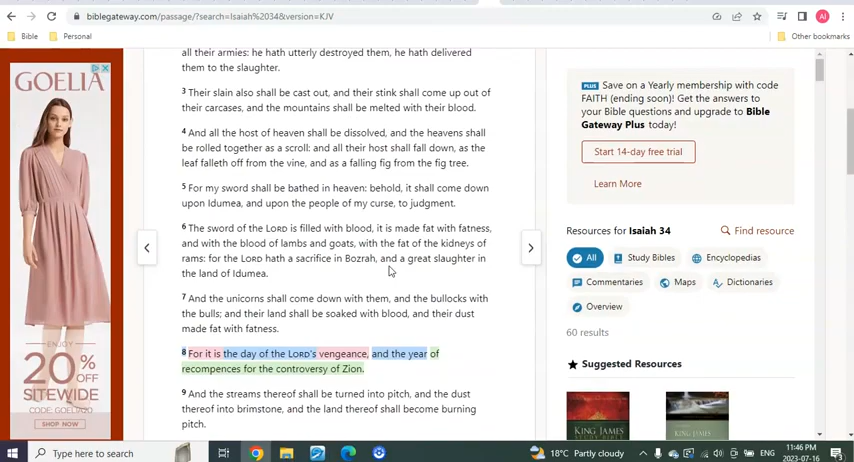 biblegateway.com/passage/?search=Isaiah%2034&version=KJV
AI
Bible
Personal
Other bookmarks
GOELIA
ENJOY
20% OFF
SITEWIDE
CODE: GOELIA20
SHOP NOW
all their armies: he hath utterly destroyed them, he hath delivered
them to the slaughter.
3 Their slain also shall be cast out, and their stink shall come up out of
their carcases, and the mountains shall be melted with their blood.
4 And all the host of heaven shall be dissolved, and the heavens shall
be rolled together as a scroll: and all their host shall fall down, as the
leaf falleth off from the vine, and as a falling fig from the fig tree.
5 For my sword shall be bathed in heaven: behold, it shall come down
upon Idumea, and upon the people of my curse, to judgment.
6 The sword of the LORD is filled with blood, it is made fat with fatness,
and with the blood of lambs and goats, with the fat of the kidneys of
rams: for the LORD hath a sacrifice in Bozrah, and a great slaughter in
the land of Idumea.
7 And the unicorns shall come down with them, and the bullocks with
the bulls; and their land shall be soaked with blood, and their dust
made fat with fatness.
8 For it is the day of the LORD's vengeance, and the year of
recompences for the controversy of Zion.
9 And the streams thereof shall be turned into pitch, and the dust
thereof into brimstone, and the land thereof shall become burning
pitch.
PLUS Save on a Yearly membership with code
FAITH (ending soon)! Get the answers to
your Bible questions and upgrade to Bible
Gateway Plus today!
Start 14-day free trial
Learn More
Resources for Isaiah 34
Find resource
All
Study Bibles
Encyclopedias
Commentaries
Maps
Dictionaries
Overview
60 results
Suggested Resources
KING JAMES
Type here to search
18°C Partly cloudy
ENG
11:46 PM
2023-07-16
3